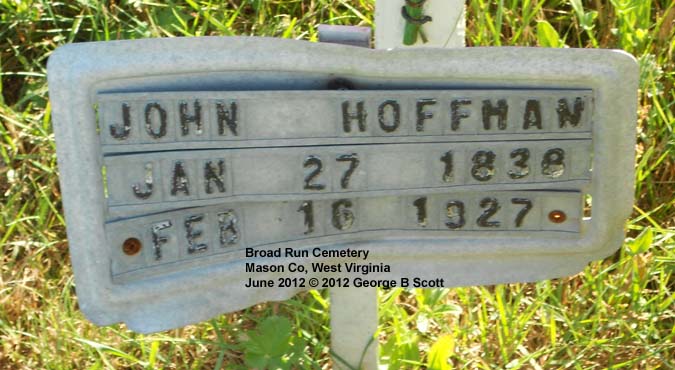 JOHN HOFFMAN
JAN 27 1838
FEB 16 1927
Broad Run Cemetery
Mason Co, West Virginia
June 2012 © 2012 George B Scott